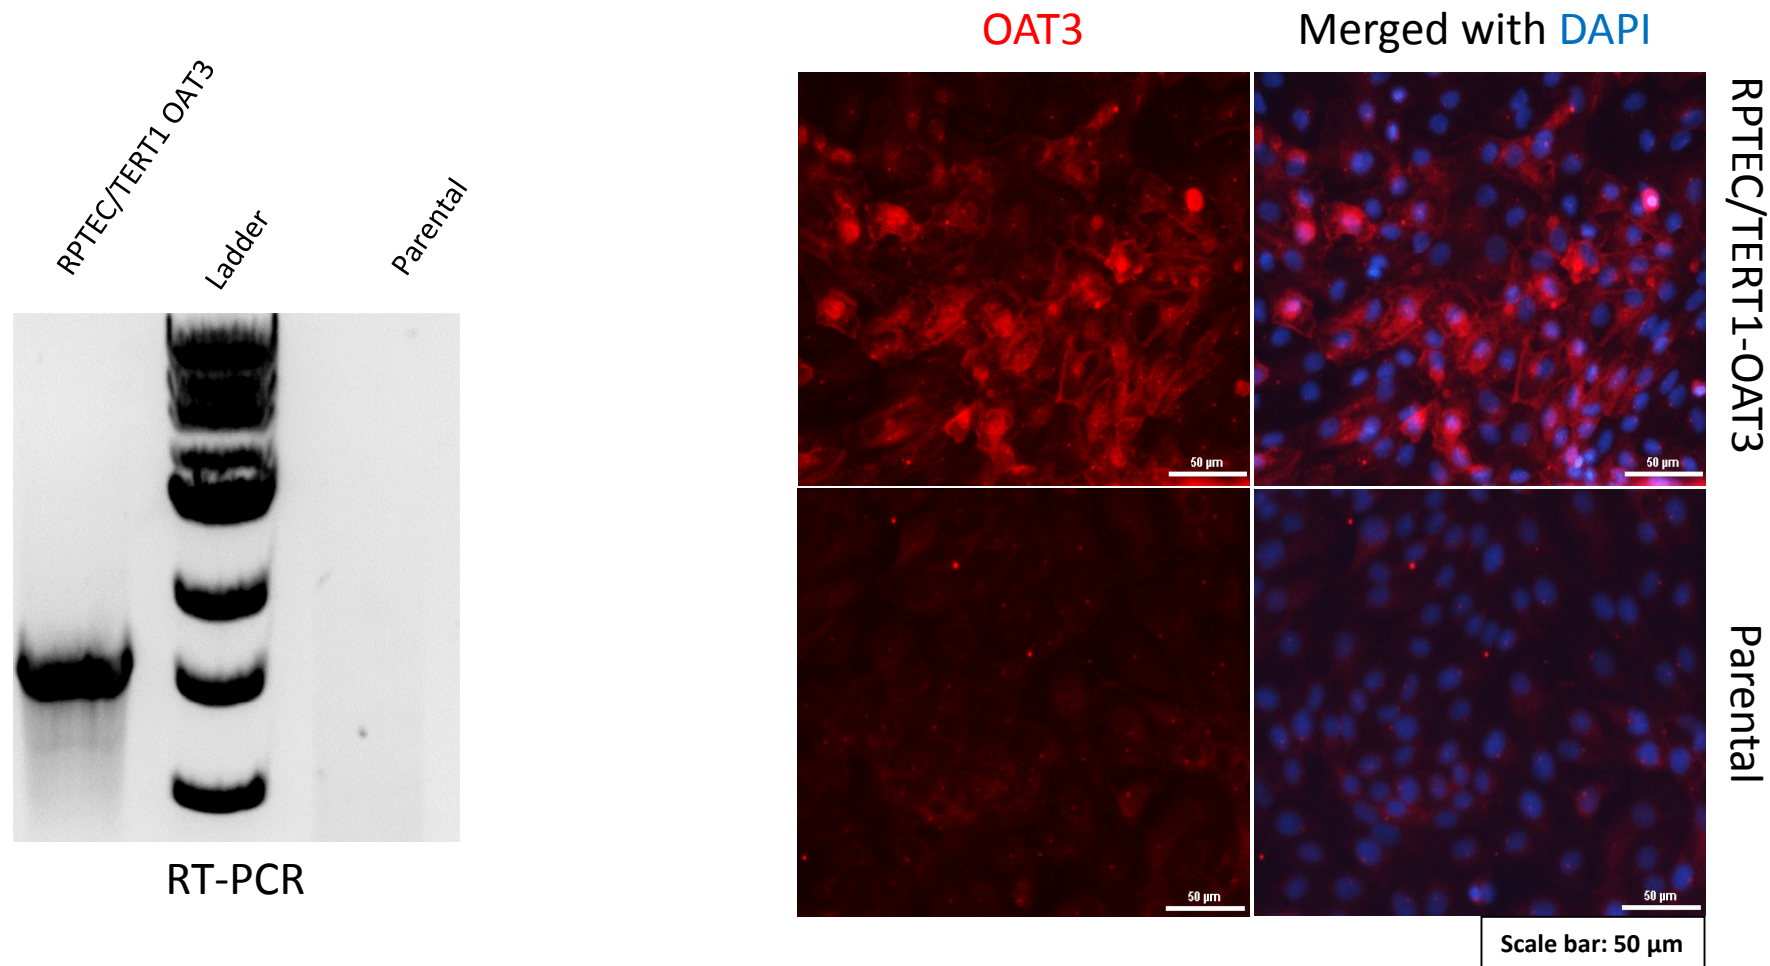 RPTEC/TERT1 OAT3
Ladder
Parental
RT-PCR
OAT3
Merged with DAPI
RPTEC/TERT1-OAT3
50 µm
50 µm
Parental
50 µm
50 µm
Scale bar: 50 µm